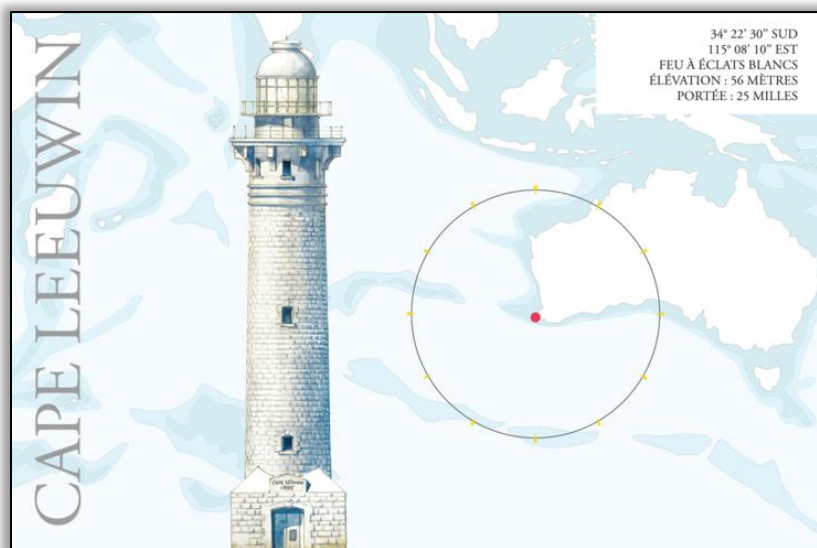 CAPE LEEUWIN
34° 22' 30” SUD
115° 08' 10” EST
FEU À ÉCLATS BLANCS
ÉLÉVATION : 56 MÈTRES
PORTÉE : 25 MILLES